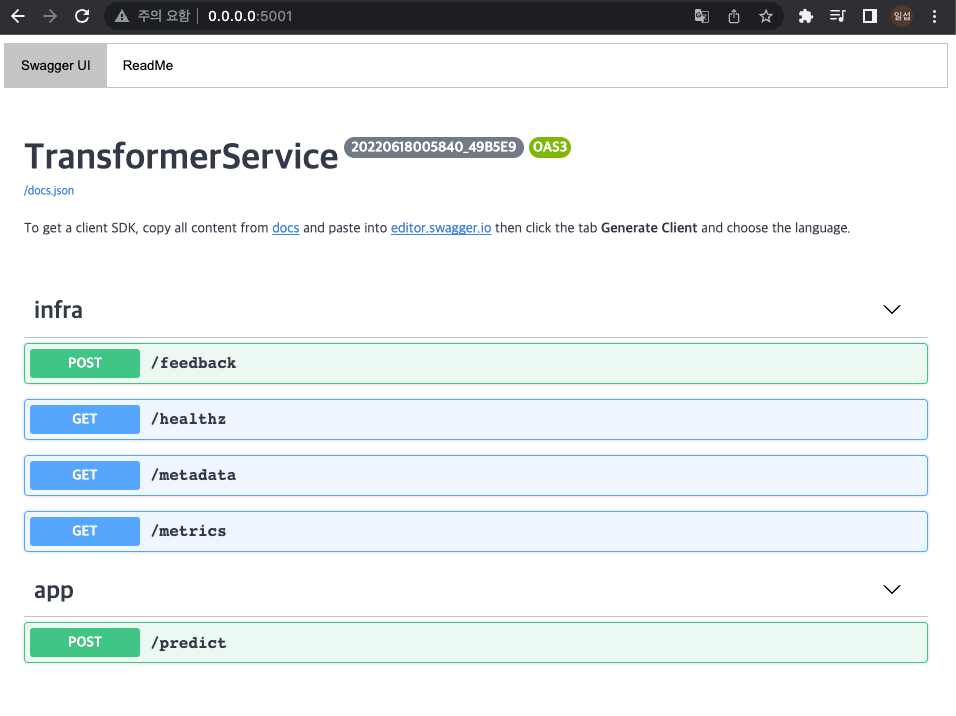 주의 요함 0.0.0.0:5001 일섭
Swagger UI ReadMe
TransformerService 20220618005840_49B5E9 OAS3
/docs.json
To get a client SDK, copy all content from docs and paste into editor.swagger.io then click the tab Generate Client and choose the language.
infra
POST /feedback
GET /healthz
GET /metadata
GET /metrics
app
POST /predict